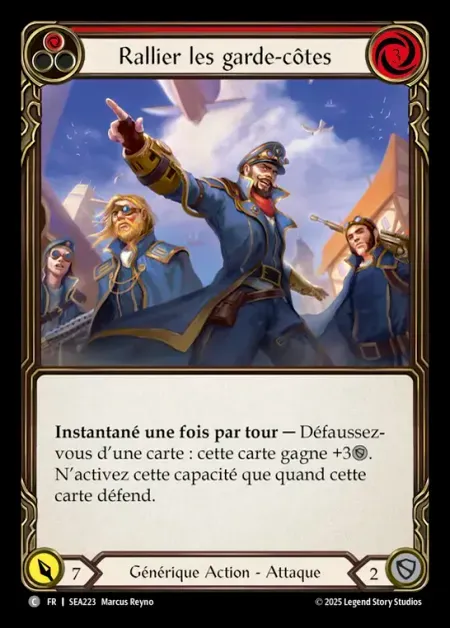 3
Rallier les garde-côtes
Instantané une fois par tour — Défaussez-
vous d'une carte : cette carte gagne +3.
N'activez cette capacité que quand cette
carte défend.
7
Générique Action - Attaque
2
C FR | SEA223 Marcus Reyno
© 2025 Legend Story Studios